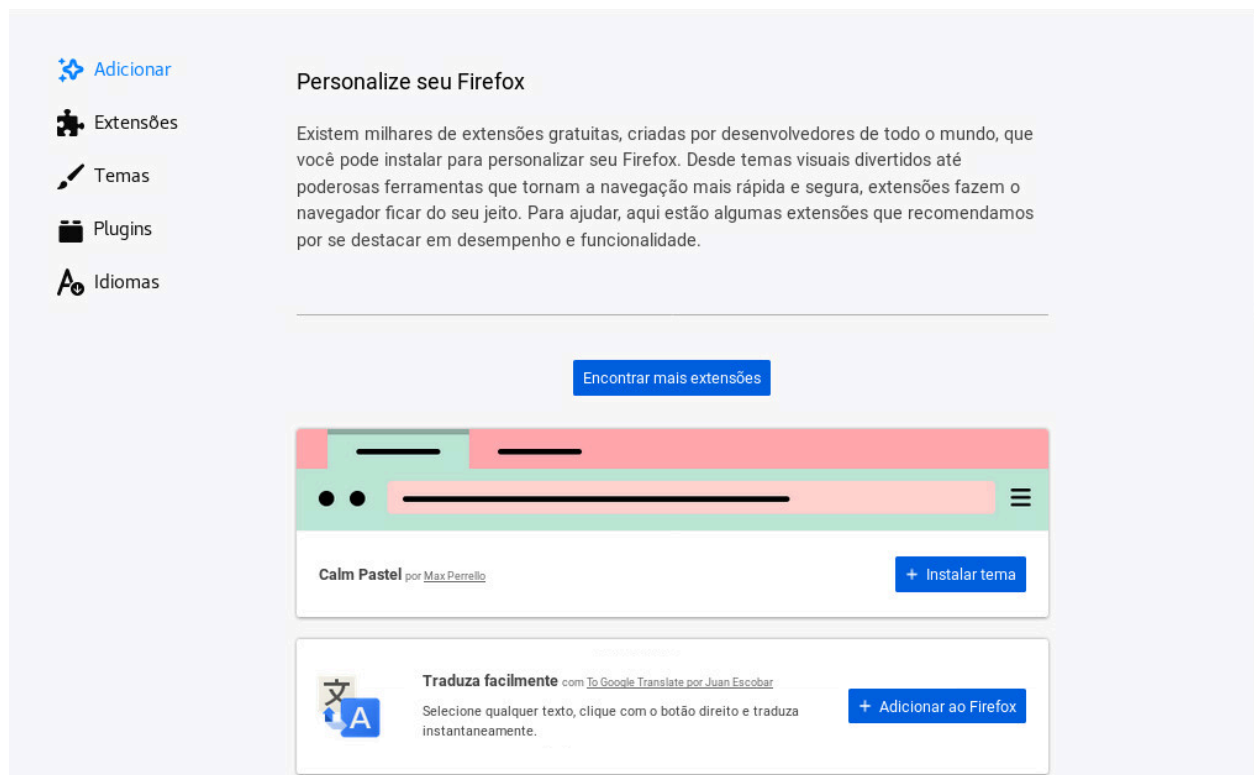 Adicionar
Extensões
Temas
Plugins
Idiomas
Personalize seu Firefox
Existem milhares de extensões gratuitas, criadas por desenvolvedores de todo o mundo, que
você pode instalar para personalizar seu Firefox. Desde temas visuais divertidos até
poderosas ferramentas que tornam a navegação mais rápida e segura, extensões fazem o
navegador ficar do seu jeito. Para ajudar, aqui estão algumas extensões que recomendamos
por se destacar em desempenho e funcionalidade.
Encontrar mais extensões
Calm Pastel por Max Perrello
+ Instalar tema
文
A
Traduza facilmente com To Google Translate por Juan Escobar
Selecione qualquer texto, clique com o botão direito e traduza
instantaneamente.
+ Adicionar ao Firefox